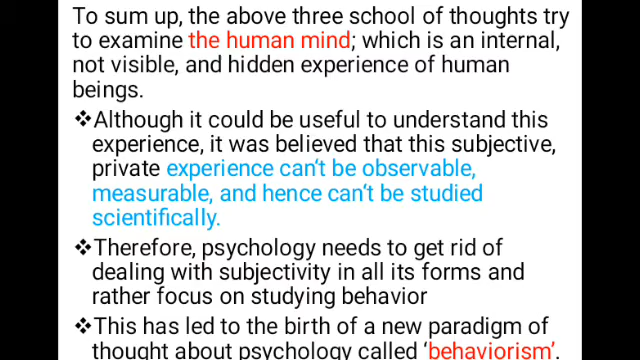 To sum up, the above three school of thoughts try
to examine the human mind; which is an internal,
not visible, and hidden experience of human
beings.
❖Although it could be useful to understand this
experience, it was believed that this subjective,
private experience can‘t be observable,
measurable, and hence can‘t be studied
scientifically.
❖Therefore, psychology needs to get rid of
dealing with subjectivity in all its forms and
rather focus on studying behavior
❖This has led to the birth of a new paradigm of
thought about psychology called ‘behaviorism’.